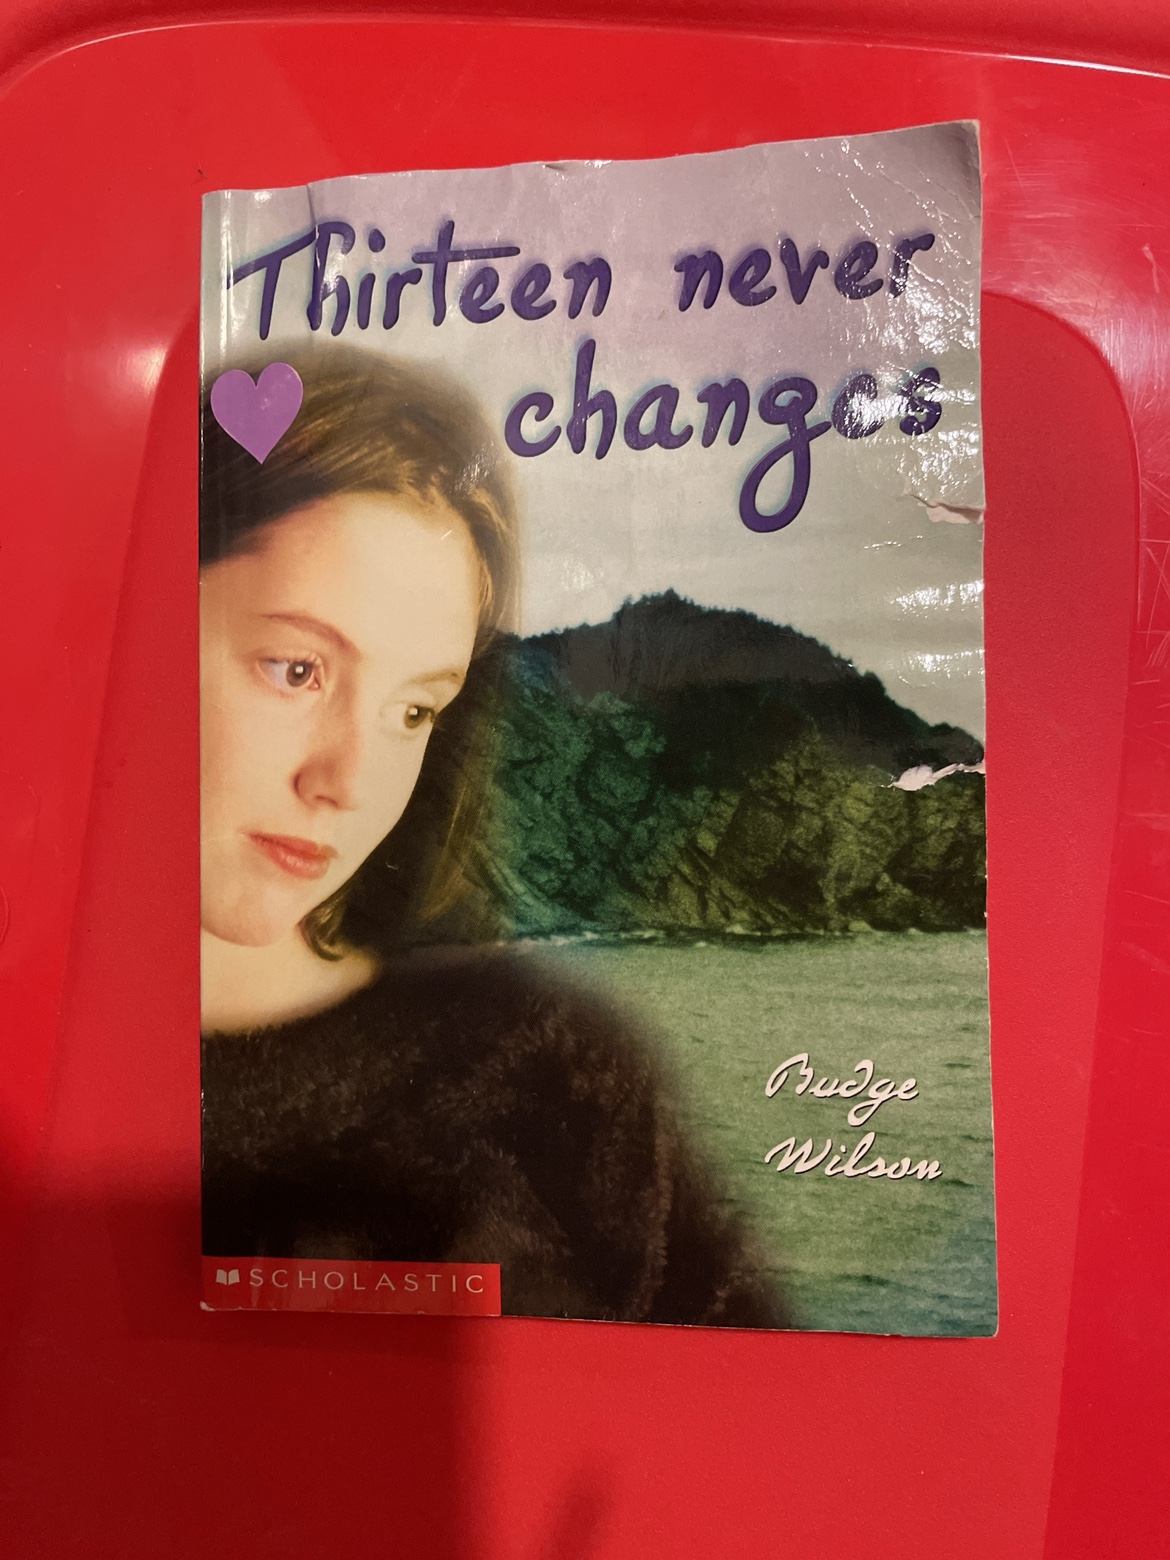 Thirteen never
changes
Budge
Wilson
SCHOLASTIC